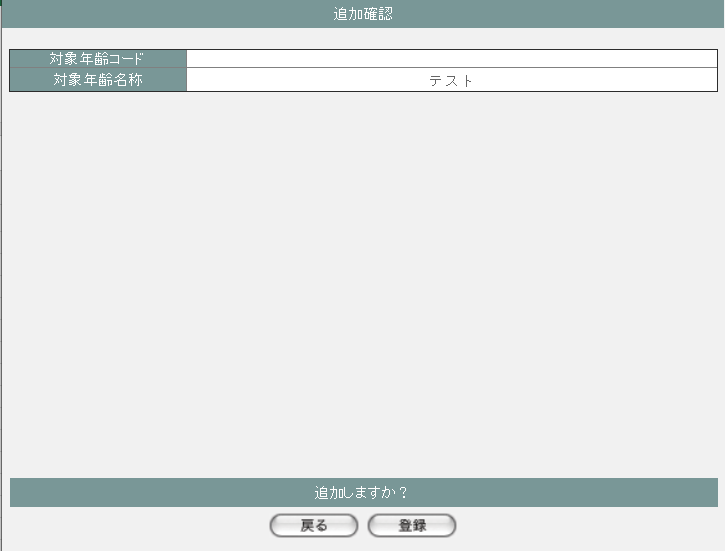 追加確認
対象年齢コード
対象年齢名称 テスト
追加しますか？
戻る 登録